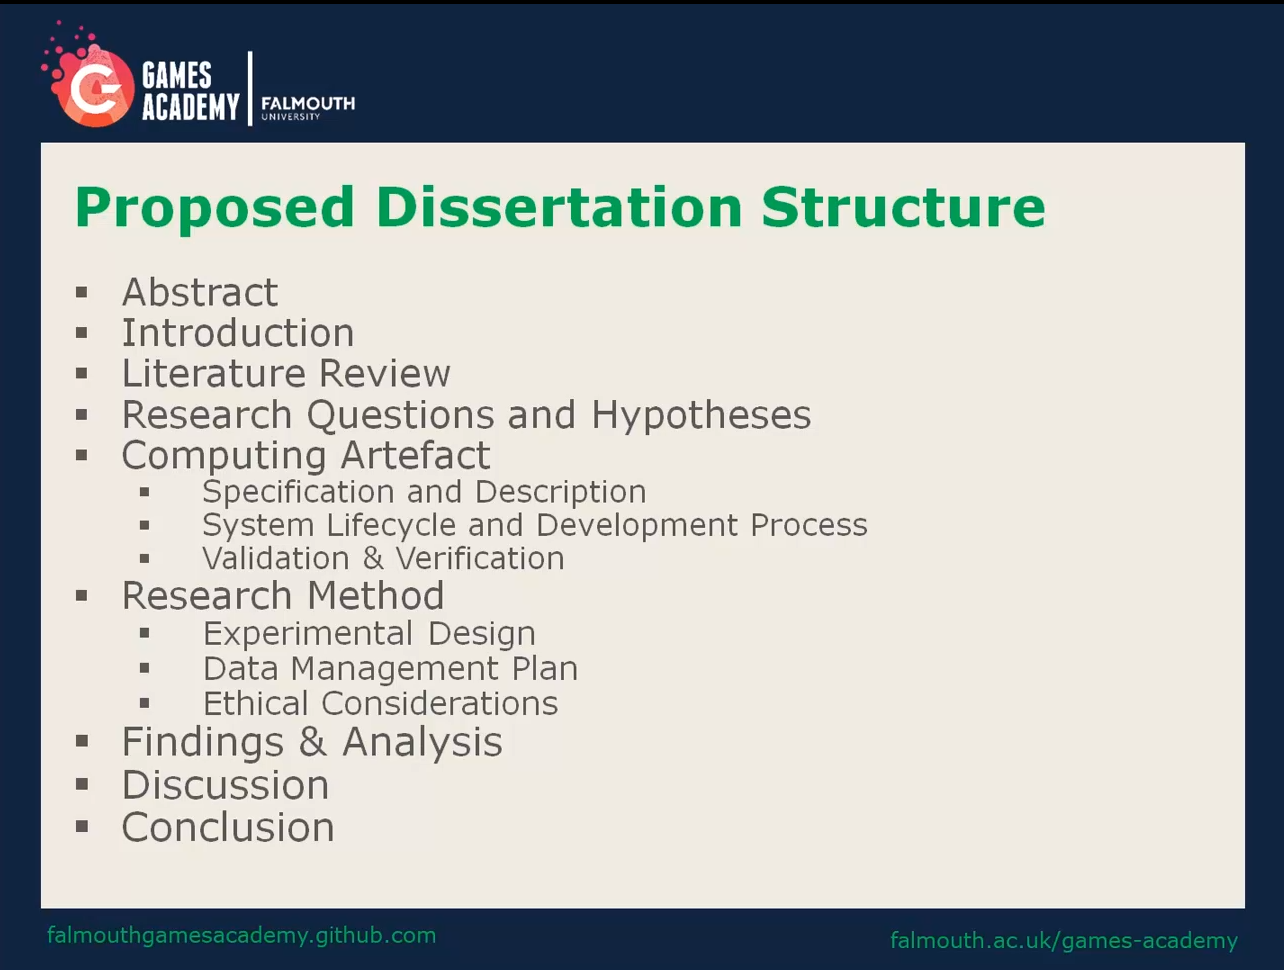 GAMES
ACADEMY
FALMOUTH
UNIVERSITY
Proposed Dissertation Structure
▪ Abstract
▪ Introduction
▪ Literature Review
▪ Research Questions and Hypotheses
▪ Computing Artefact
▪ Specification and Description
▪ System Lifecycle and Development Process
▪ Validation & Verification
▪ Research Method
▪ Experimental Design
▪ Data Management Plan
▪ Ethical Considerations
▪ Findings & Analysis
▪ Discussion
▪ Conclusion
falmouthgamesacademy.github.com
falmouth.ac.uk/games-academy